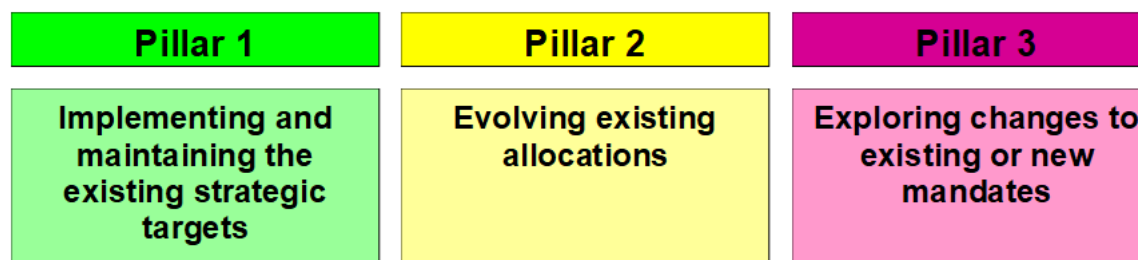 Pillar 1
Implementing and
maintaining the
existing strategic
targets
Pillar 2
Evolving existing
allocations
Pillar 3
Exploring changes to
existing or new
mandates